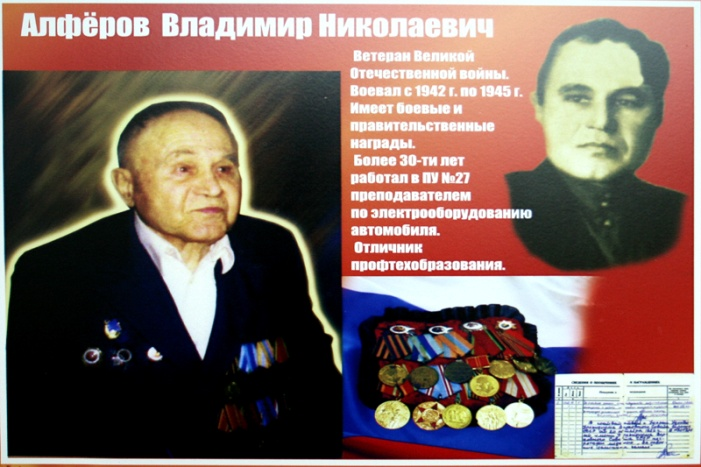 Алфёров Владимир Николаевич
Ветеран Великой
Отечественной войны.
Воевал с 1942 г. по 1945 г.
Имеет боевые и
правительственные
награды.
Более 30-ти лет
работал в ПУ №27
преподавателем
по электрооборудованию
автомобиля.
Отличник
профтехобразования.